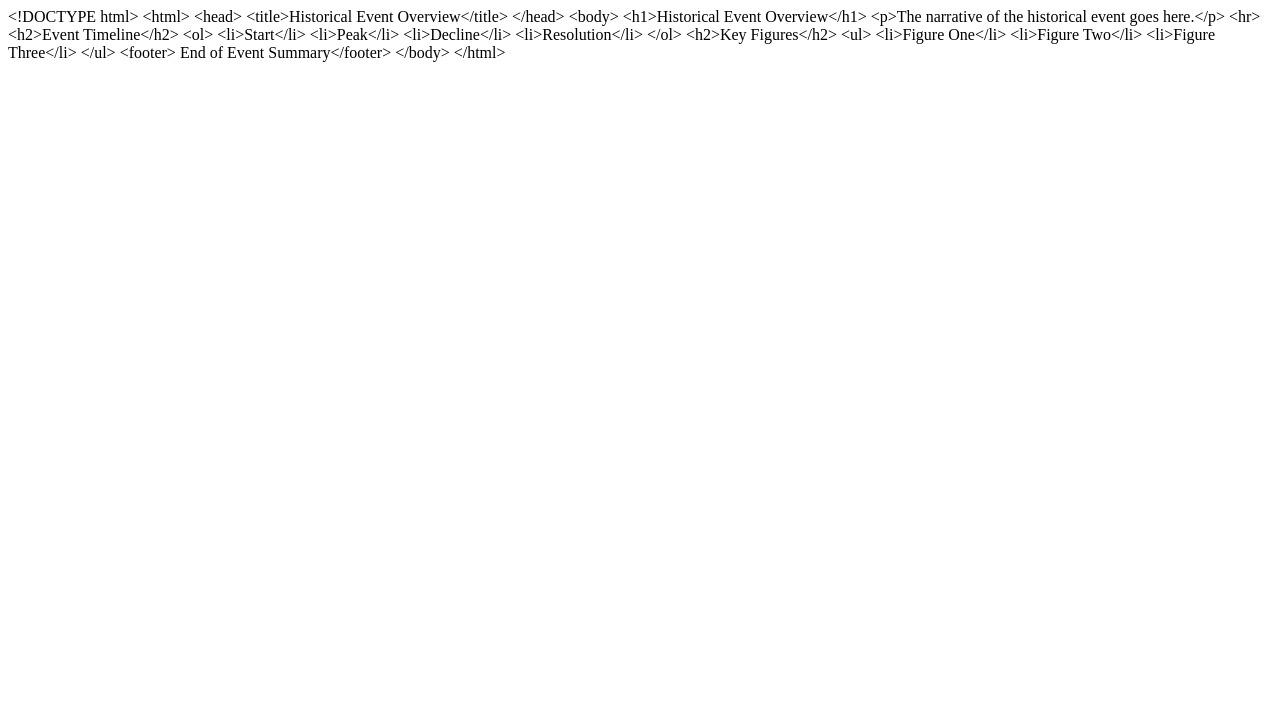 <!DOCTYPE html> <html> <head> <title>Historical Event Overview</title> </head> <body> <h1>Historical Event Overview</h1> <p>The narrative of the historical event goes here.</p> <hr>
<h2>Event Timeline</h2> <ol> <li>Start</li> <li>Peak</li> <li>Decline</li> <li>Resolution</li> </ol> <h2>Key Figures</h2> <ul> <li>Figure One</li> <li>Figure Two</li> <li>Figure
Three</li> </ul> <footer> End of Event Summary</footer> </body> </html>